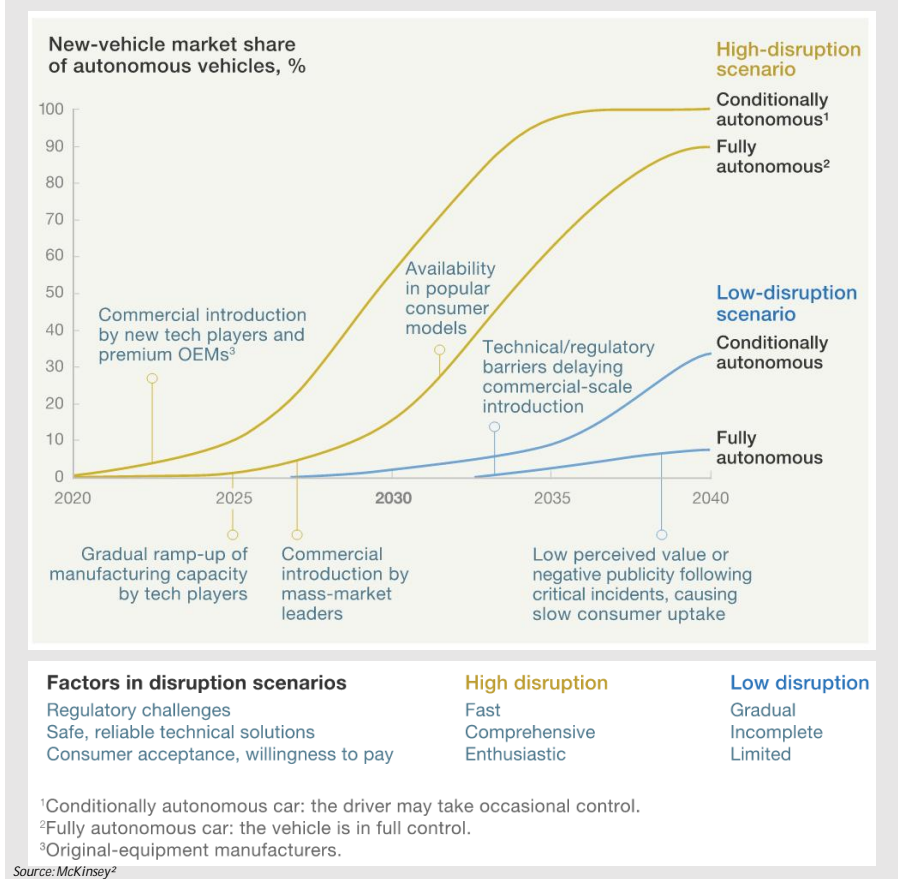 New-vehicle market share
of autonomous vehicles, %
High-disruption
scenario
Conditionally
autonomous¹
Fully
autonomous²
100
90
80
70
60
50
40
30
20
10
0
Availability
in popular
consumer
models
Commercial introduction
by new tech players and
premium OEMs³
Low-disruption
scenario
Conditionally
autonomous
Technical/regulatory
barriers delaying
commercial-scale
introduction
Fully
autonomous
2020 2025 2030 2035 2040
Gradual ramp-up of
manufacturing capacity
by tech players
Commercial
introduction by
mass-market
leaders
Low perceived value or
negative publicity following
critical incidents, causing
slow consumer uptake
Factors in disruption scenarios High disruption Low disruption
Regulatory challenges Fast Gradual
Safe, reliable technical solutions Comprehensive Incomplete
Consumer acceptance, willingness to pay Enthusiastic Limited
¹Conditionally autonomous car: the driver may take occasional control.
²Fully autonomous car: the vehicle is in full control.
³Original-equipment manufacturers.
Source: McKinsey²